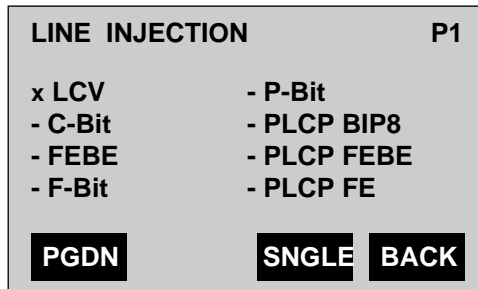 LINE INJECTION P1
x LCV - P-Bit
- C-Bit - PLCP BIP8
- FEBE - PLCP FEBE
- F-Bit - PLCP FE
PGDN SNGLE BACK